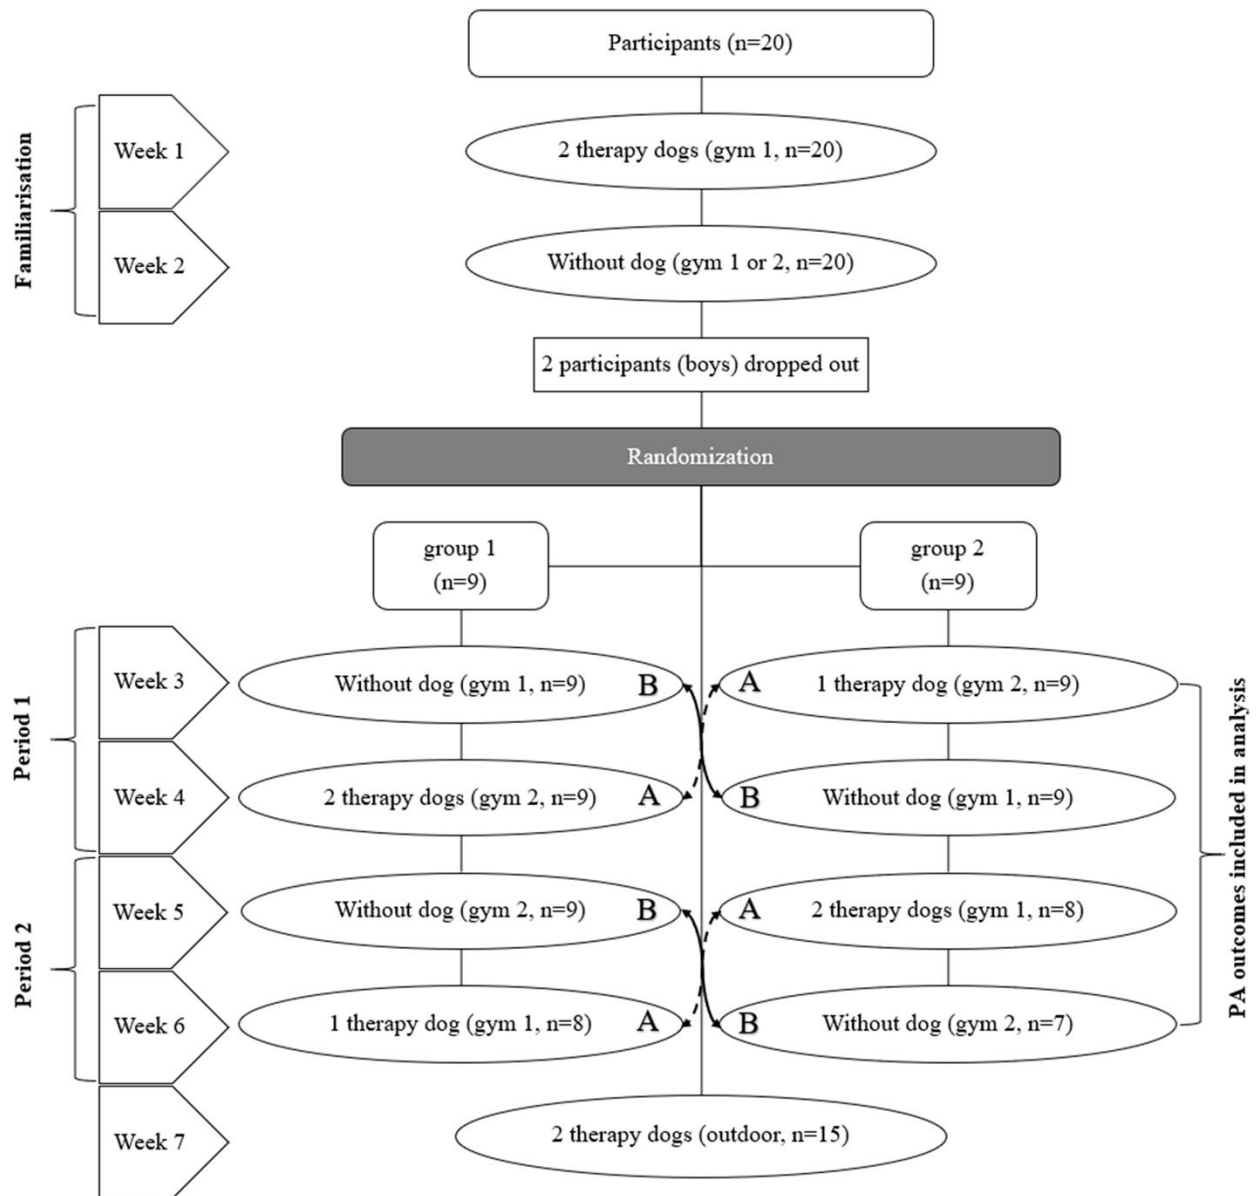 Participants (n=20)
Familiarisation
Week 1
2 therapy dogs (gym 1, n=20)
Week 2
Without dog (gym 1 or 2, n=20)
2 participants (boys) dropped out
Randomization
group 1
(n=9)
group 2
(n=9)
Period 1
Week 3
Without dog (gym 1, n=9) B
A 1 therapy dog (gym 2, n=9)
Week 4
2 therapy dogs (gym 2, n=9) A
B Without dog (gym 1, n=9)
Period 2
Week 5
Without dog (gym 2, n=9) B
A 2 therapy dogs (gym 1, n=8)
Week 6
1 therapy dog (gym 1, n=8) A
B Without dog (gym 2, n=7)
PA outcomes included in analysis
Week 7
2 therapy dogs (outdoor, n=15)